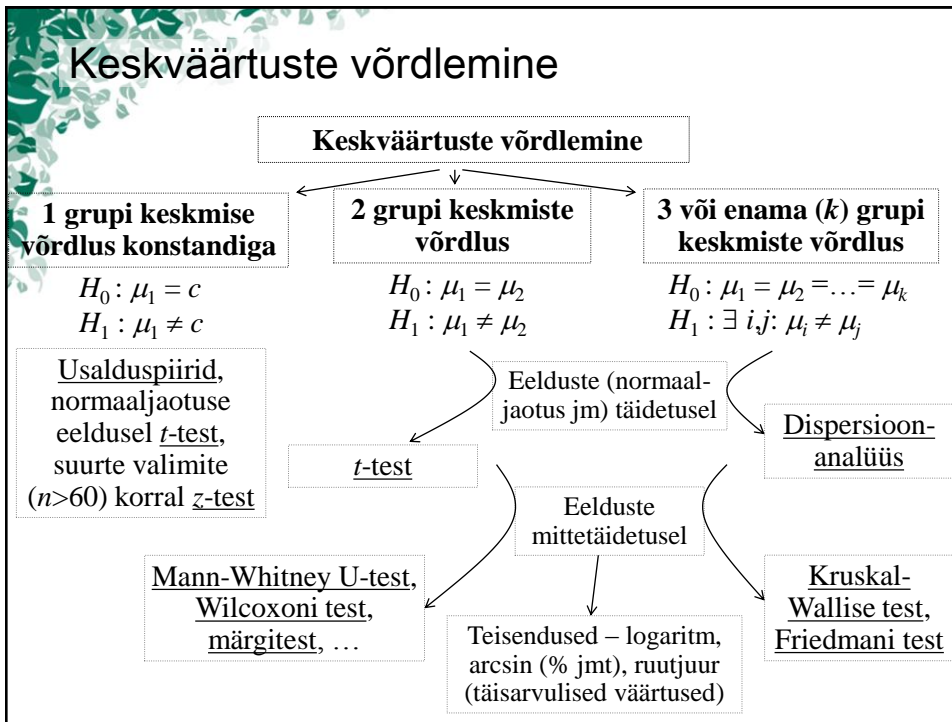 Keskväärtuste võrdlemine
Keskväärtuste võrdlemine
1 grupi keskmise
võrdlus konstandiga
H₀ : μ₁ = c
H₁ : μ₁ ≠ c
Usalduspiirid,
normaaljaotuse
eeldusel t-test,
suurte valimite
(n>60) korral z-test
2 grupi keskmiste
võrdlus
H₀ : μ₁ = μ₂
H₁ : μ₁ ≠ μ₂
3 või enama (k) grupi
keskmiste võrdlus
H₀ : μ₁ = μ₂ =…= μₖ
H₁ : ∃ i,j: μᵢ ≠ μⱼ
Eelduste (normaal-
jaotus jm) täidetusel
t-test
Dispersioon-
analüüs
Eelduste
mittetäidetusel
Mann-Whitney U-test,
Wilcoxoni test,
märgitest, …
Teisendused – logaritm,
arcsin (% jmt), ruutjuur
(täisarvulised väärtused)
Kruskal-
Wallise test,
Friedmani test